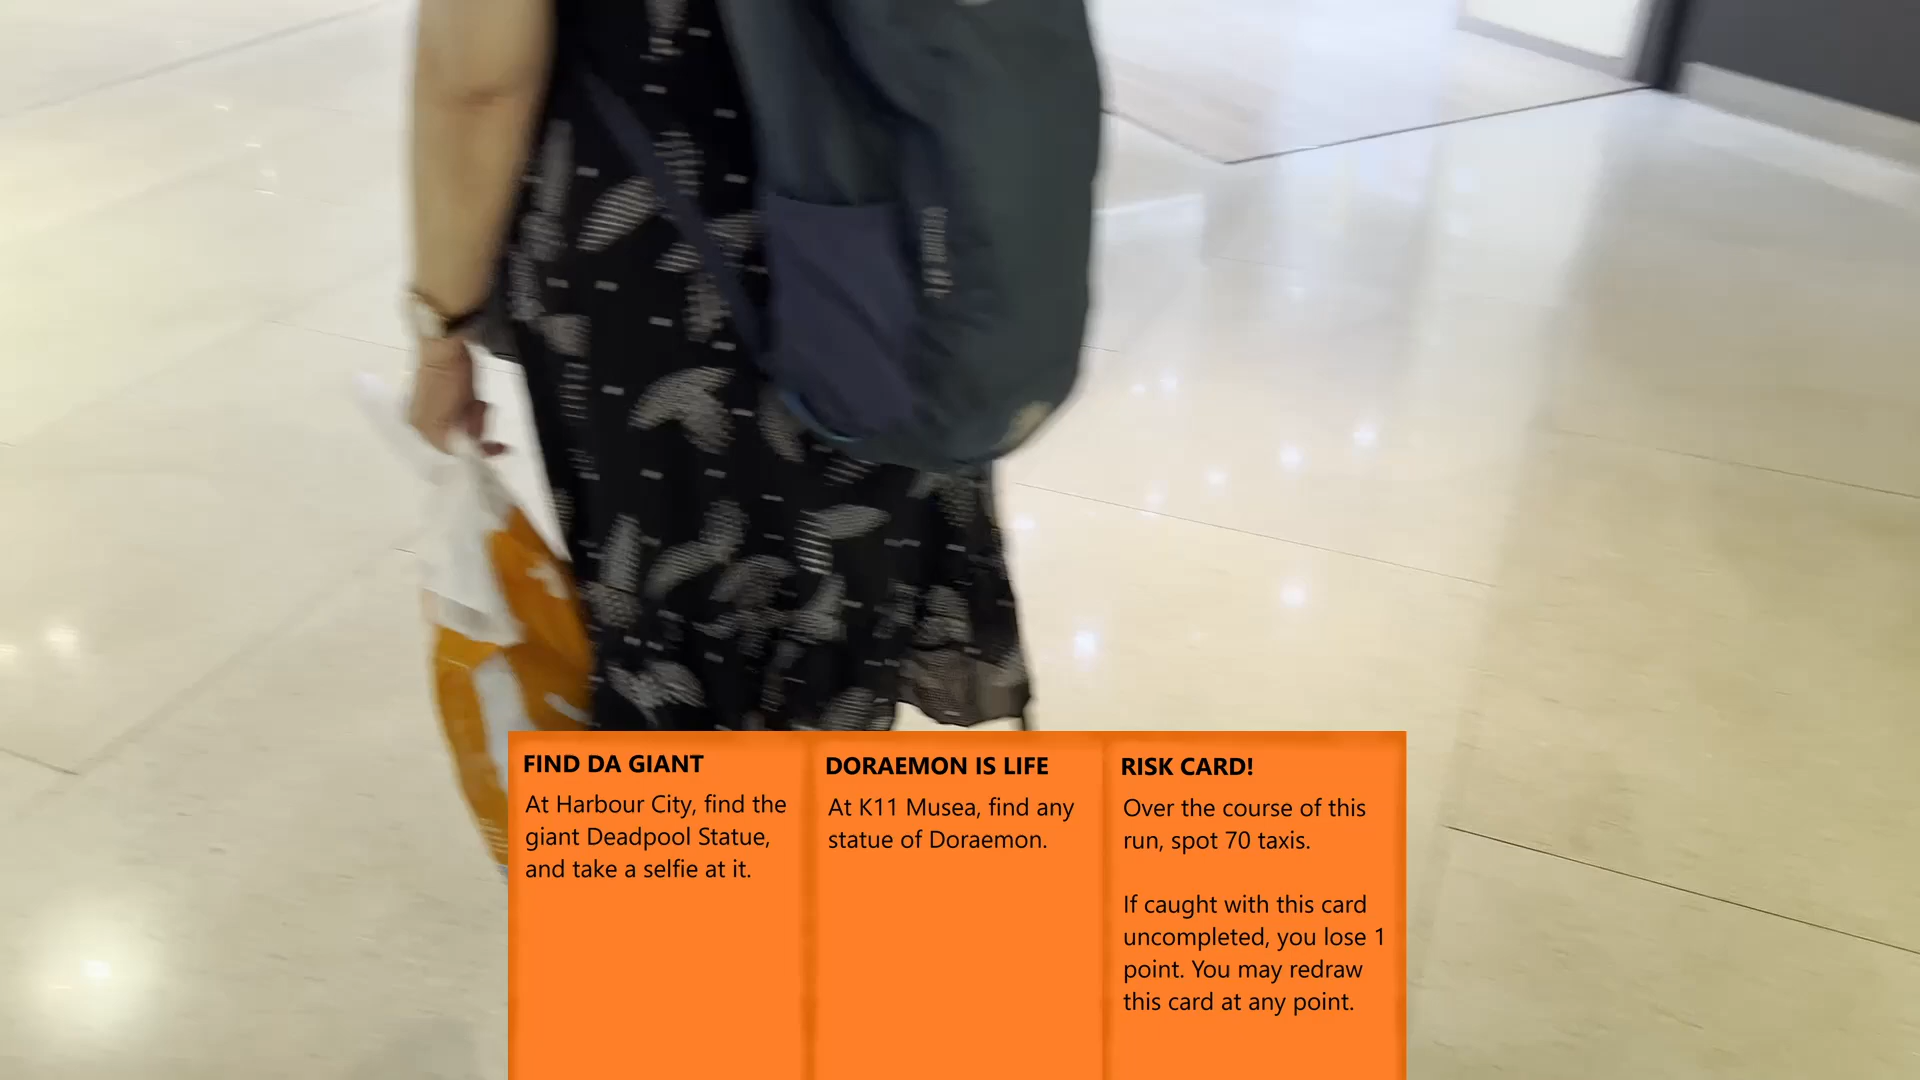 FIND DA GIANT
At Harbour City, find the
giant Deadpool Statue,
and take a selfie at it.
DORAEMON IS LIFE
At K11 Musea, find any
statue of Doraemon.
RISK CARD!
Over the course of this
run, spot 70 taxis.
If caught with this card
uncompleted, you lose 1
point. You may redraw
this card at any point.